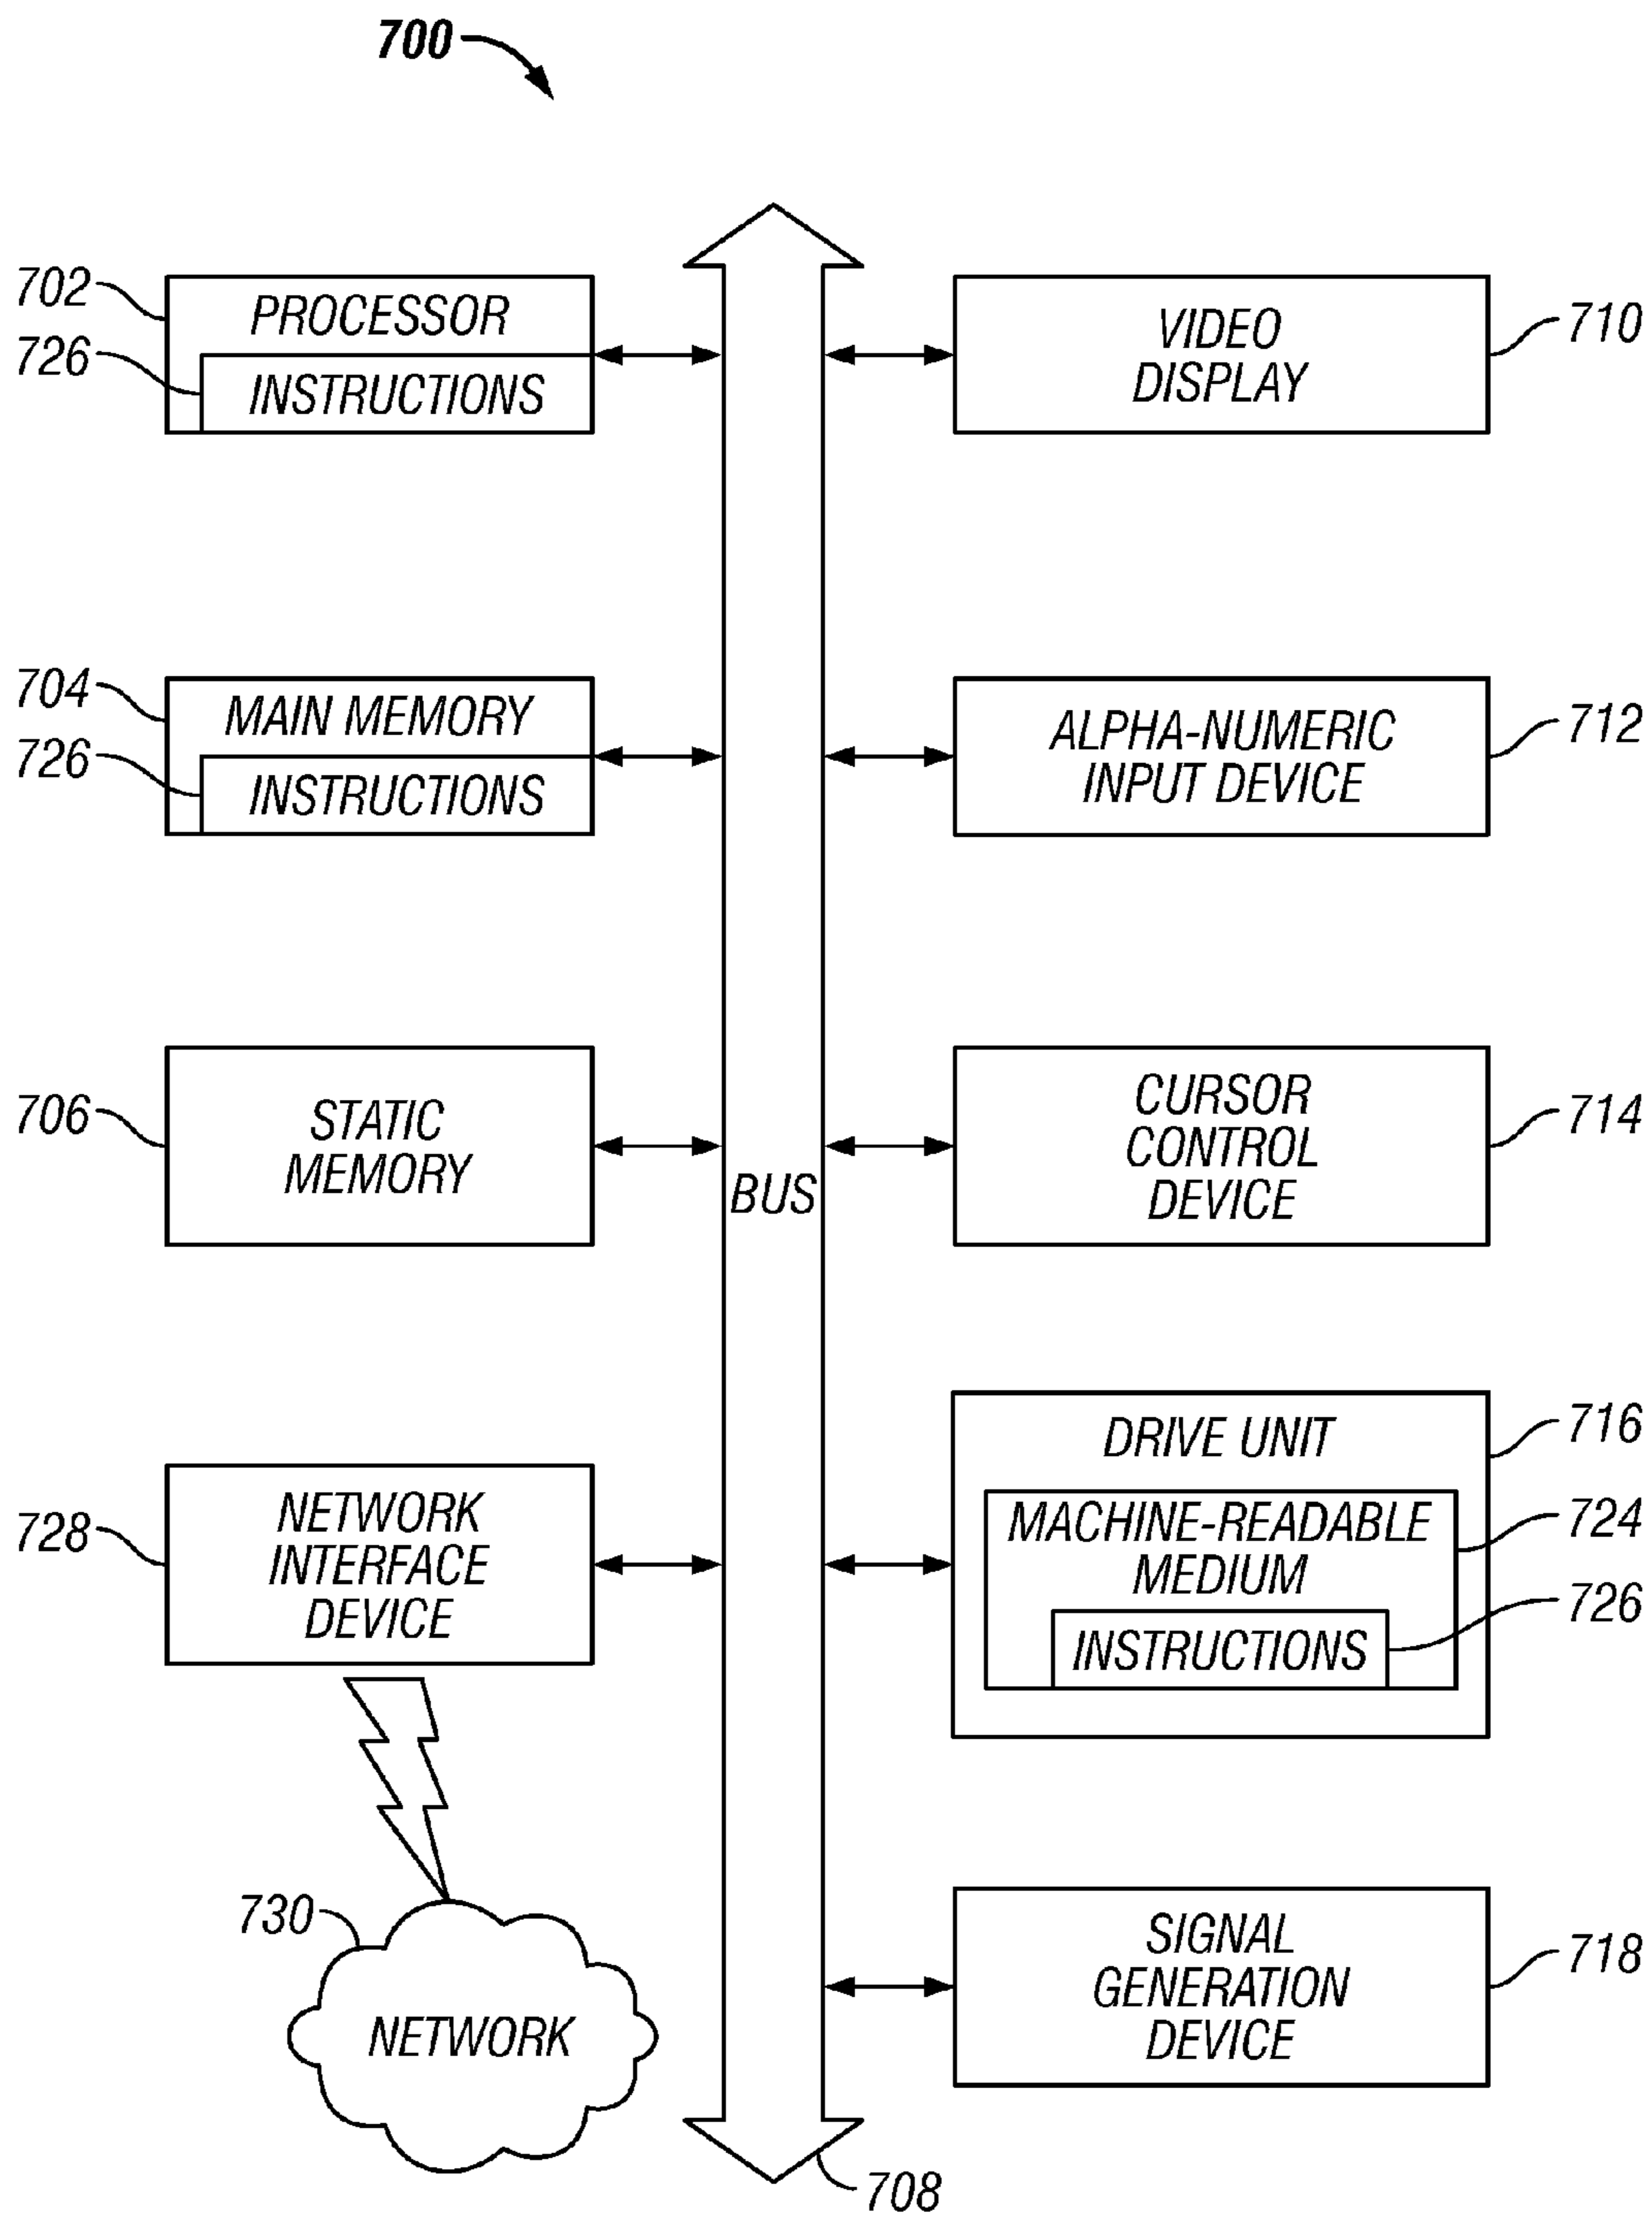 700
702
PROCESSOR
726
INSTRUCTIONS
704
MAIN MEMORY
726
INSTRUCTIONS
706
STATIC
MEMORY
728
NETWORK
INTERFACE
DEVICE
730
NETWORK
BUS
708
VIDEO
DISPLAY
710
ALPHA-NUMERIC
INPUT DEVICE
712
CURSOR
CONTROL
DEVICE
714
DRIVE UNIT
716
MACHINE-READABLE
MEDIUM
724
INSTRUCTIONS
726
SIGNAL
GENERATION
DEVICE
718